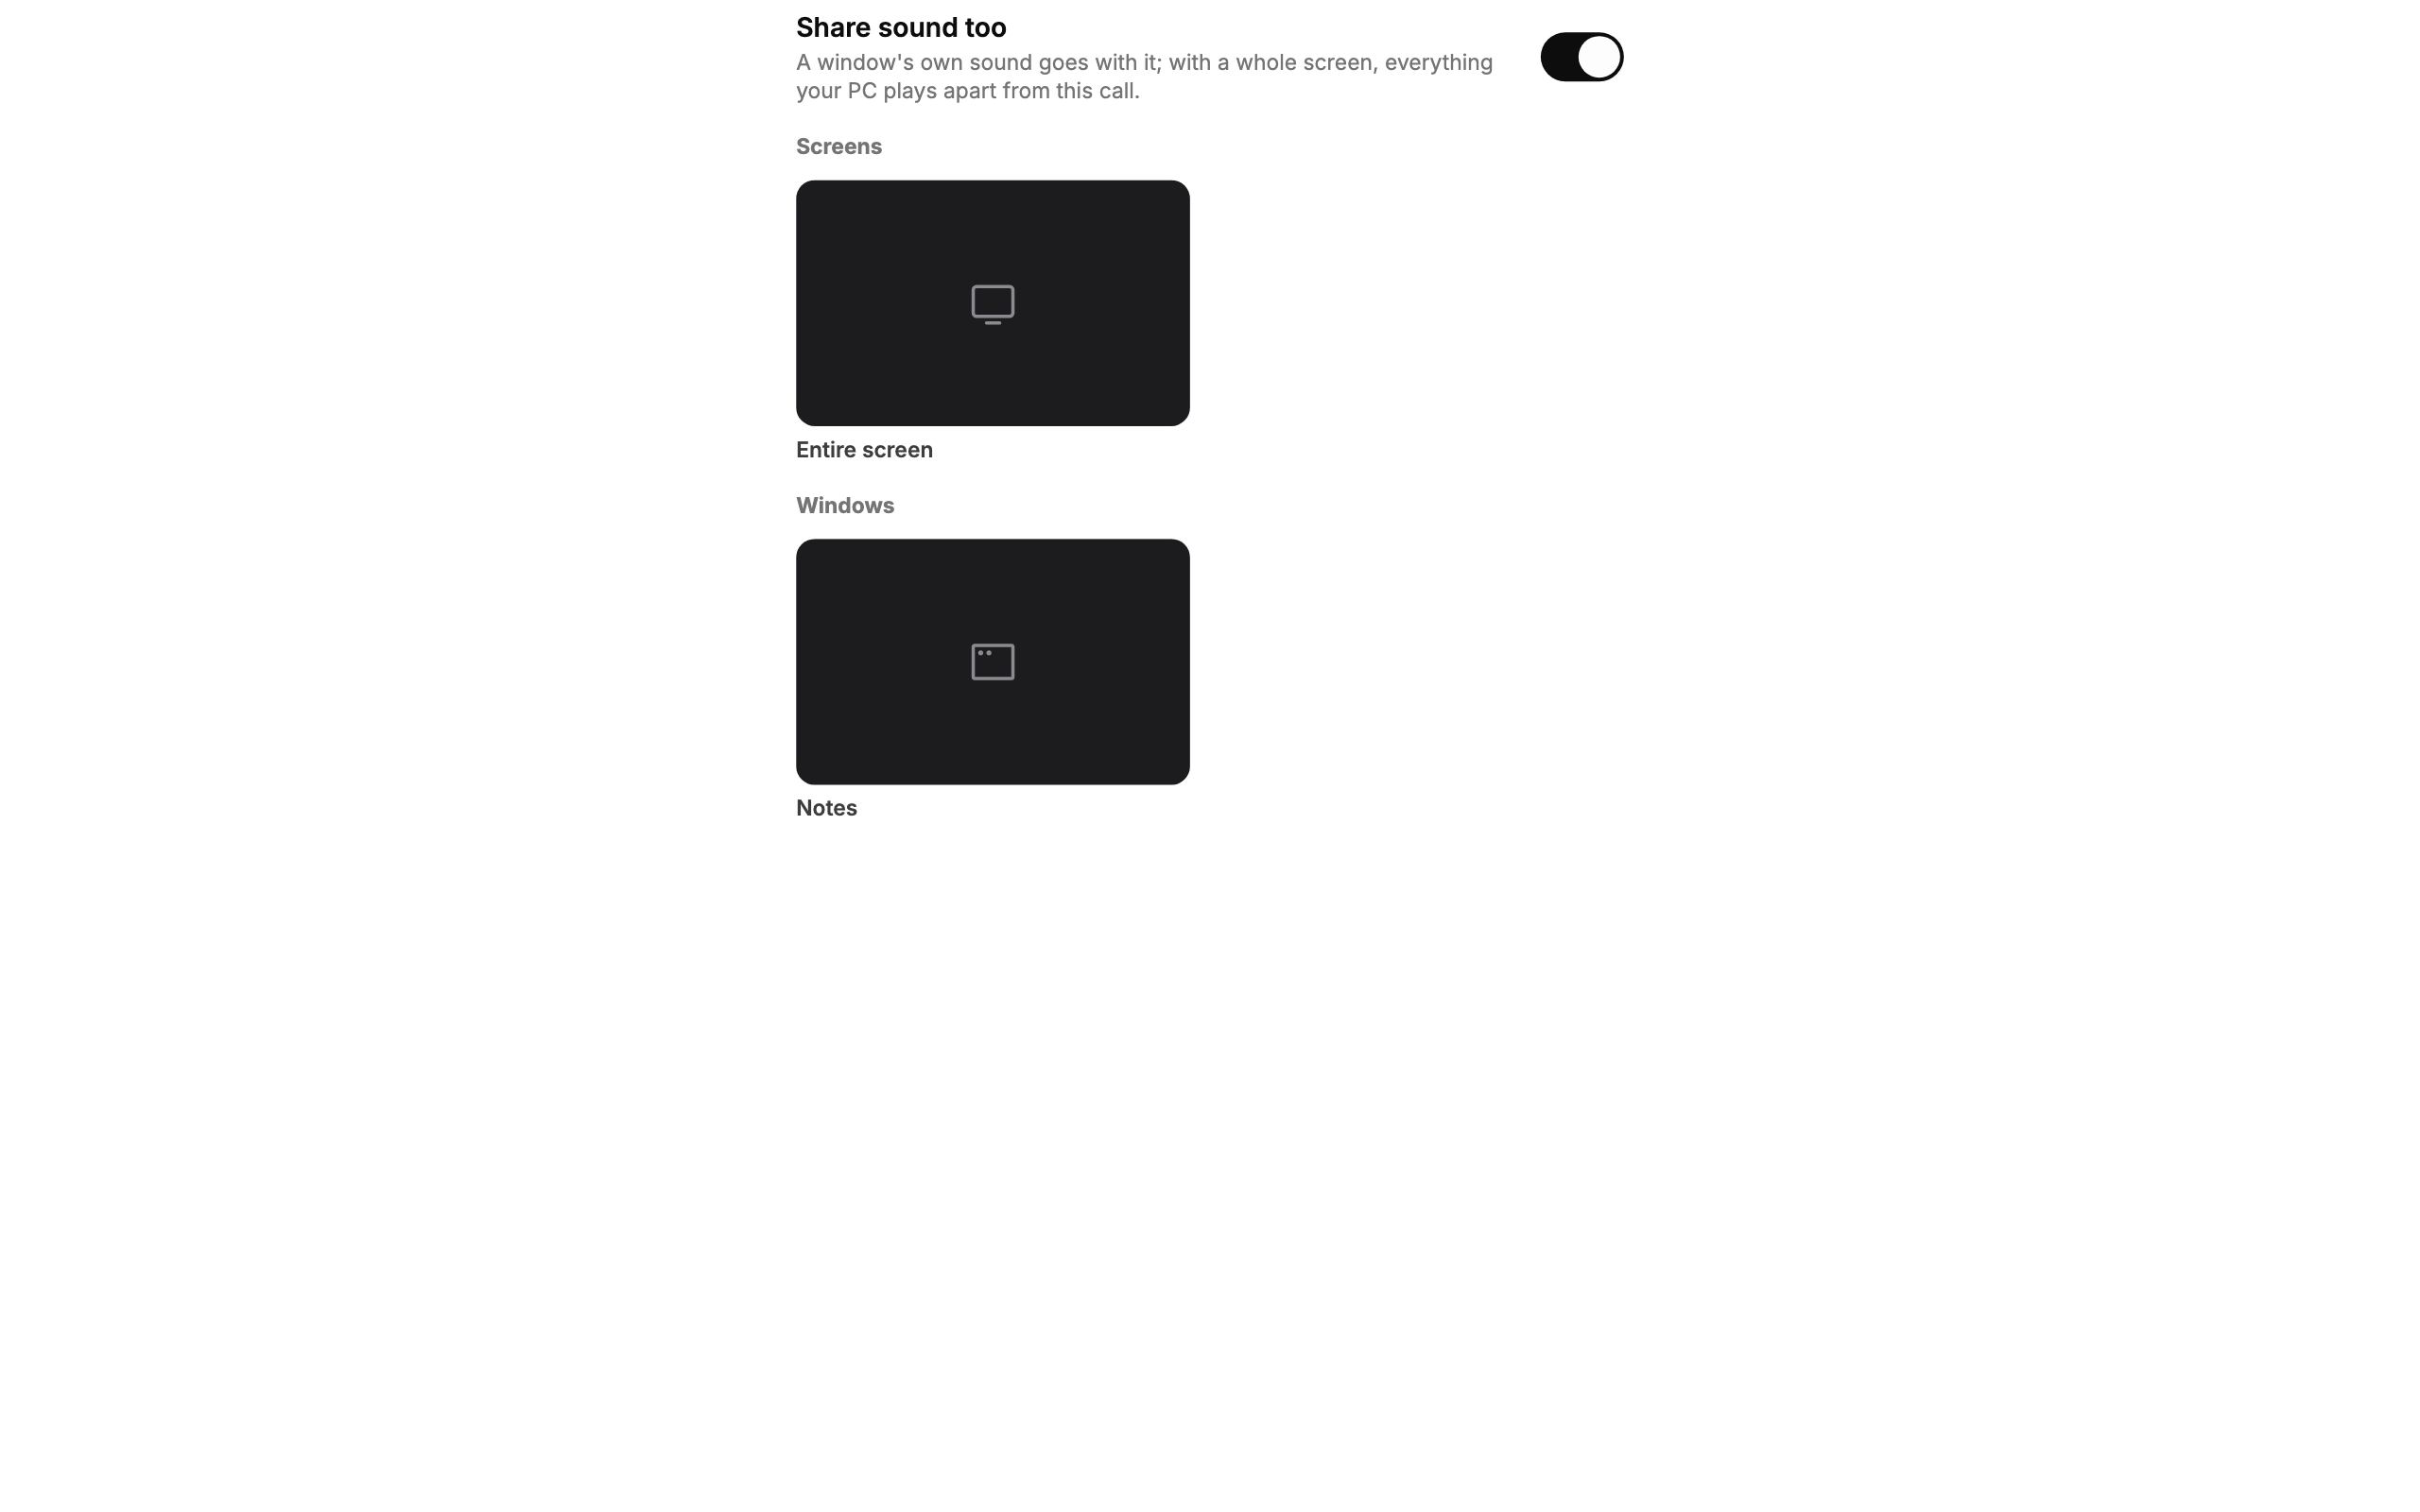 Share sound too
A window's own sound goes with it; with a whole screen, everything
your PC plays apart from this call.
Screens
Entire screen
Windows
Notes